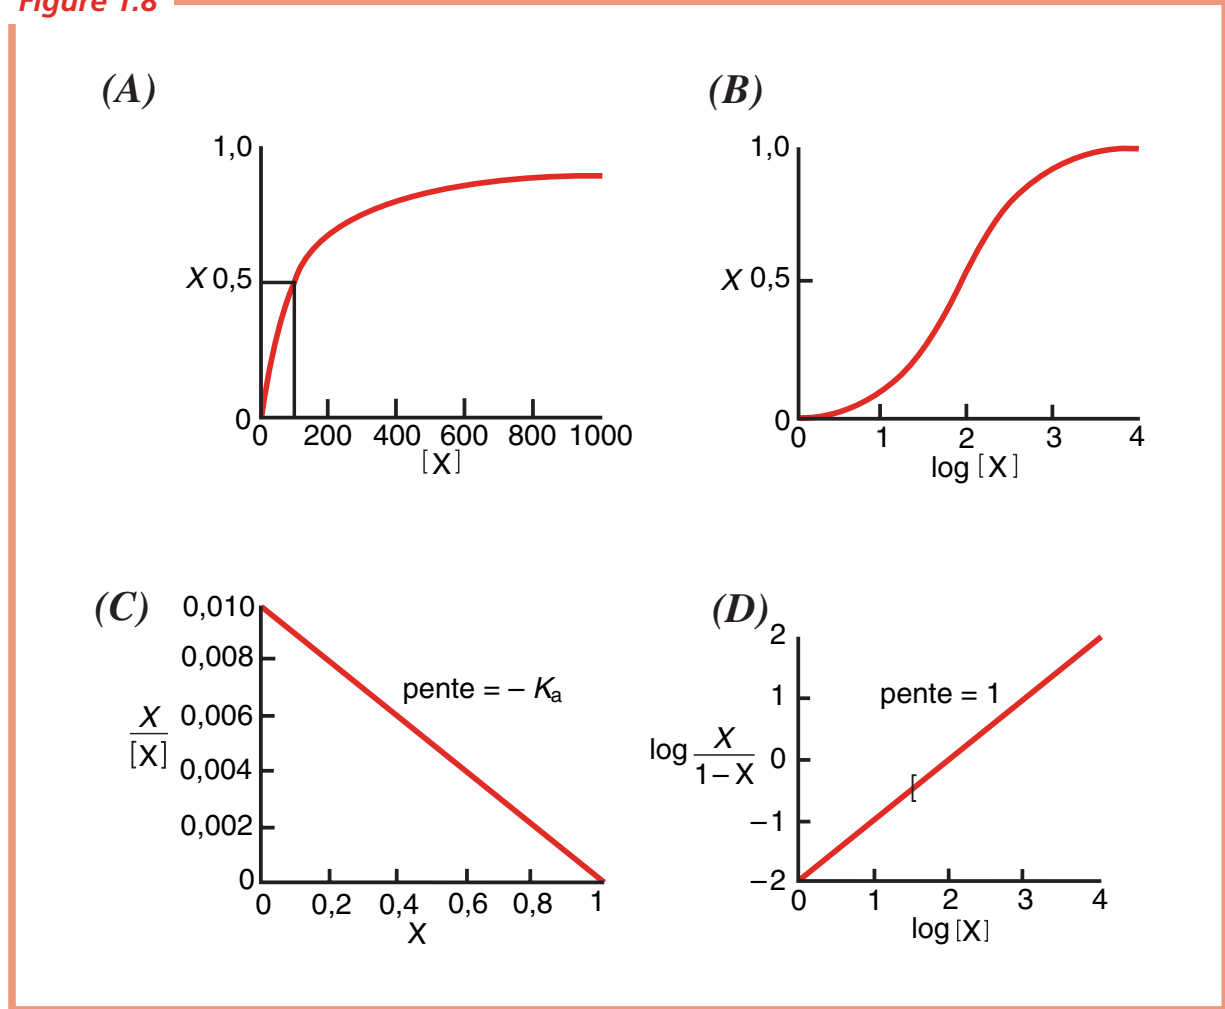 Figure 1.8
(A)
1,0
X 0,5
0
0 200 400 600 800 1000
[X]
(B)
1,0
X 0,5
0
0 1 2 3 4
log [X]
(C)
0,010
0,008
0,006
0,004
0,002
0
X
[X]
pente = – Ka
0 0,2 0,4 0,6 0,8 1
X
(D)
2
1
0
–1
–2
log X
1 – X
pente = 1
[
0 1 2 3 4
log [X]